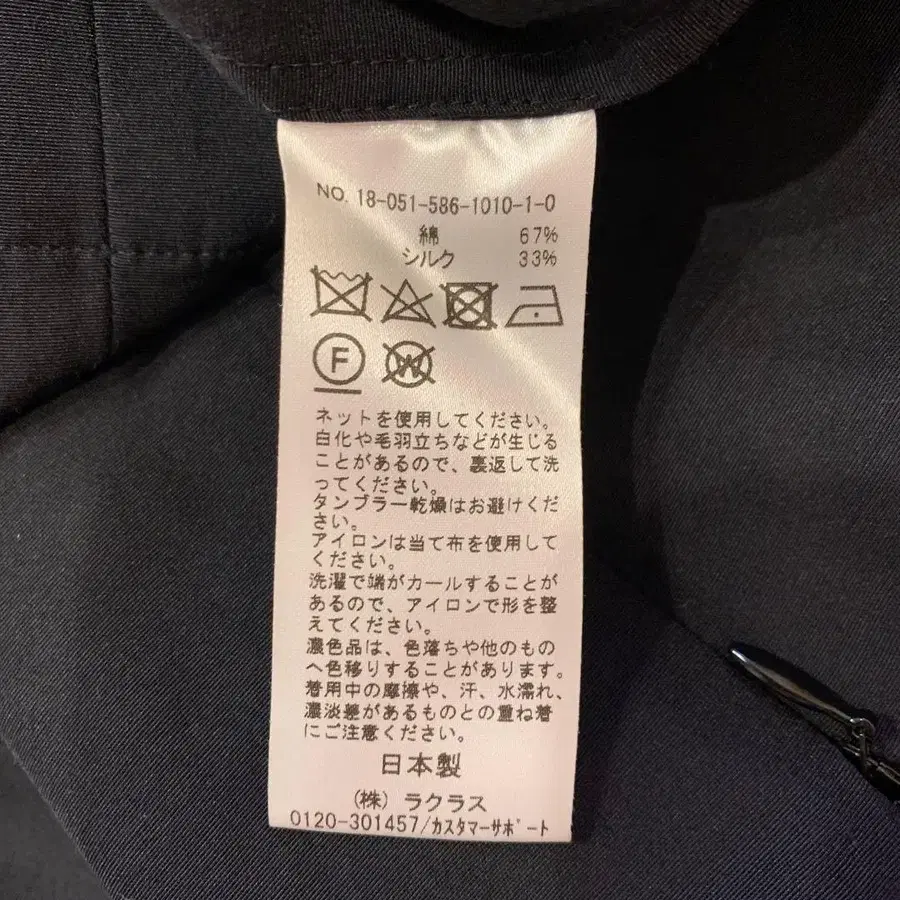 NO. 18-051-586-1010-1-0
綿 67%
シルク 33%
F W
ネットを使用してください。
白化や毛羽立ちなどが生じる
ことがあるので、裏返して洗
ってください。
タンブラー乾燥はお避けくだ
さい。
アイロンは当て布を使用して
ください。
洗濯で端がカールすることが
あるので、アイロンで形を整
えてください。
濃色品は、色落ちや他のもの
へ色移りすることがあります。
着用中の摩擦や、汗、水濡れ、
濃淡差があるものとの重ね着
にご注意ください。
日本製
(株) ラクラス
0120-301457/カスタマーサポート